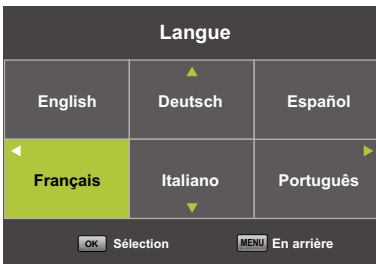 Langue
English Deutsch Español
Français Italiano Português
OK Sélection MENU En arrière